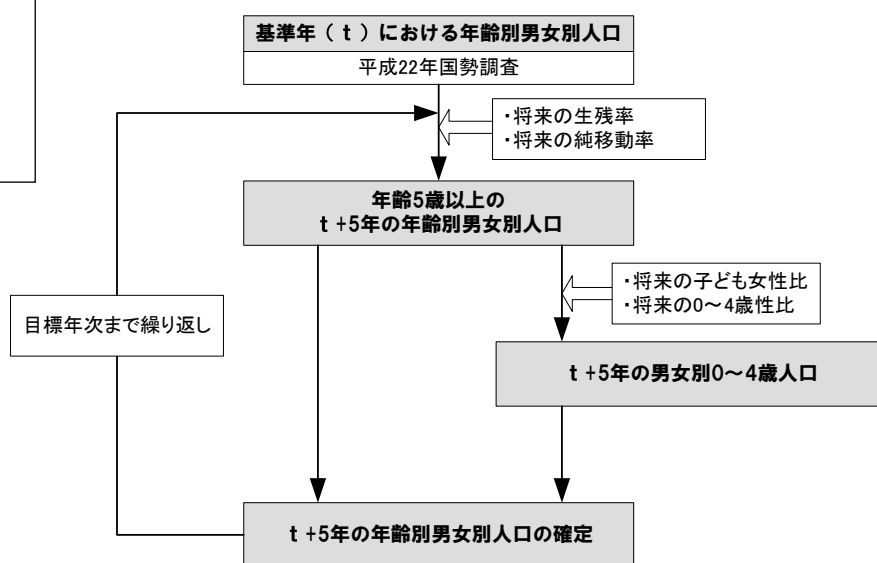 基準年(t)における年齢別男女別人口
平成22年国勢調査
・将来の生残率
・将来の純移動率
年齢5歳以上の
t+5年の年齢別男女別人口
・将来の子ども女性比
・将来の0～4歳性比
目標年次まで繰り返し
t+5年の男女別0～4歳人口
t+5年の年齢別男女別人口の確定